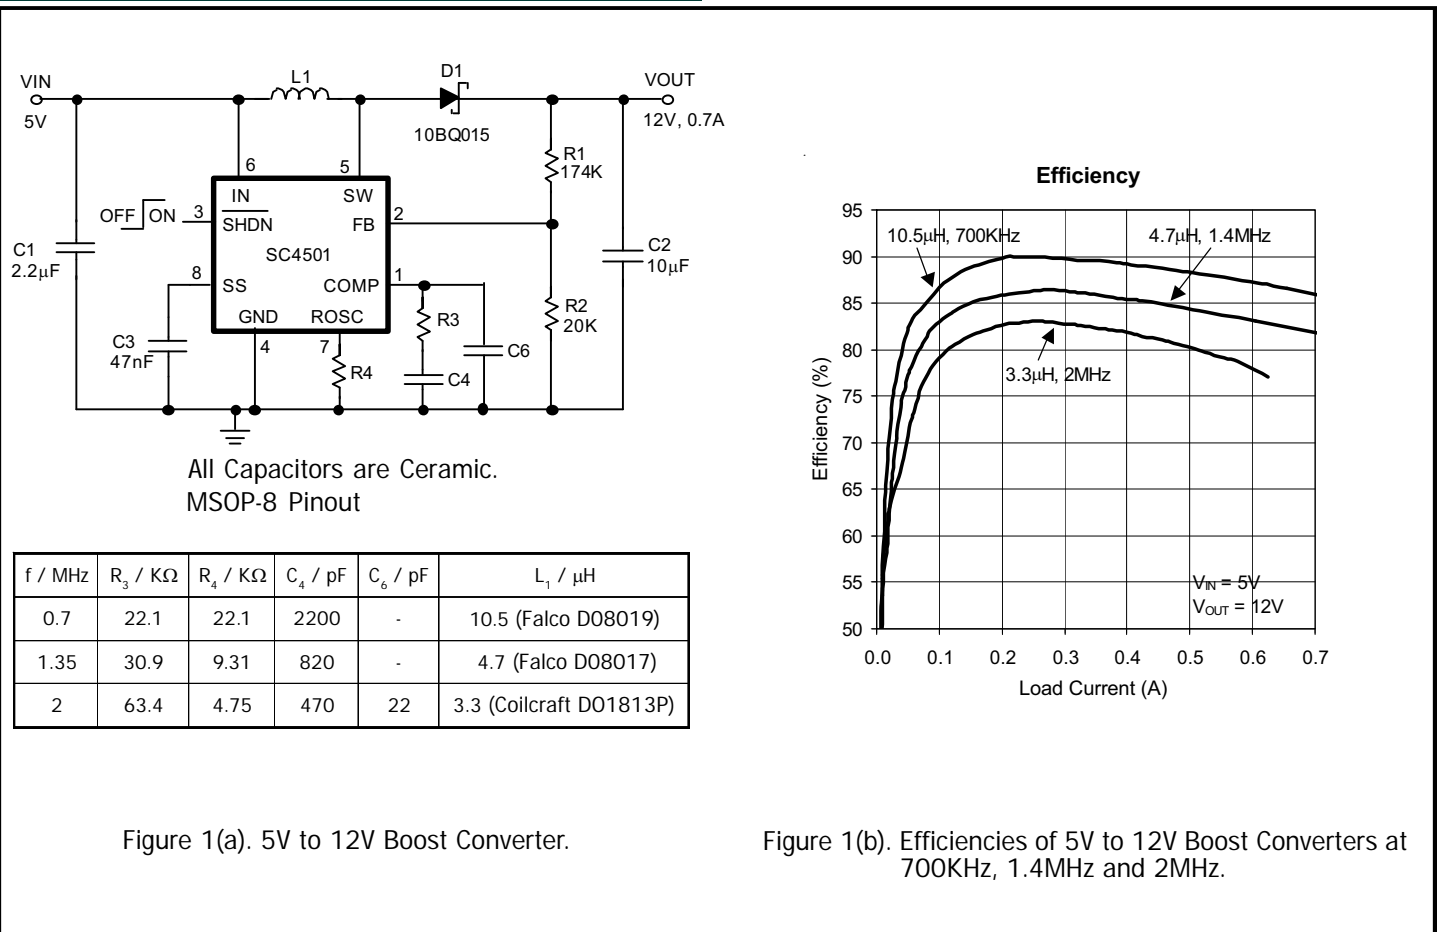 VIN
5V
L1
D1
10BQ015
VOUT
12V, 0.7A
6
5
R1
174K
IN
SW
OFF
ON
3
SHDN
FB
2
SC4501
C1
2.2μF
C2
10μF
8
SS
COMP
1
GND
ROSC
R3
R2
20K
C3
47nF
4
7
R4
C4
C6
All Capacitors are Ceramic.
MSOP-8 Pinout
f / MHz R₃ / KΩ R₄ / KΩ C₄ / pF C₆ / pF L₁ / μH
0.7 22.1 22.1 2200 - 10.5 (Falco D08019)
1.35 30.9 9.31 820 - 4.7 (Falco D08017)
2 63.4 4.75 470 22 3.3 (Coilcraft DO1813P)
Figure 1(a). 5V to 12V Boost Converter.
Efficiency
95
90
85
80
75
70
65
60
55
50
Efficiency (%)
10.5μH, 700KHz
4.7μH, 1.4MHz
3.3μH, 2MHz
VIN = 5V
VOUT = 12V
0.0 0.1 0.2 0.3 0.4 0.5 0.6 0.7
Load Current (A)
Figure 1(b). Efficiencies of 5V to 12V Boost Converters at
700KHz, 1.4MHz and 2MHz.